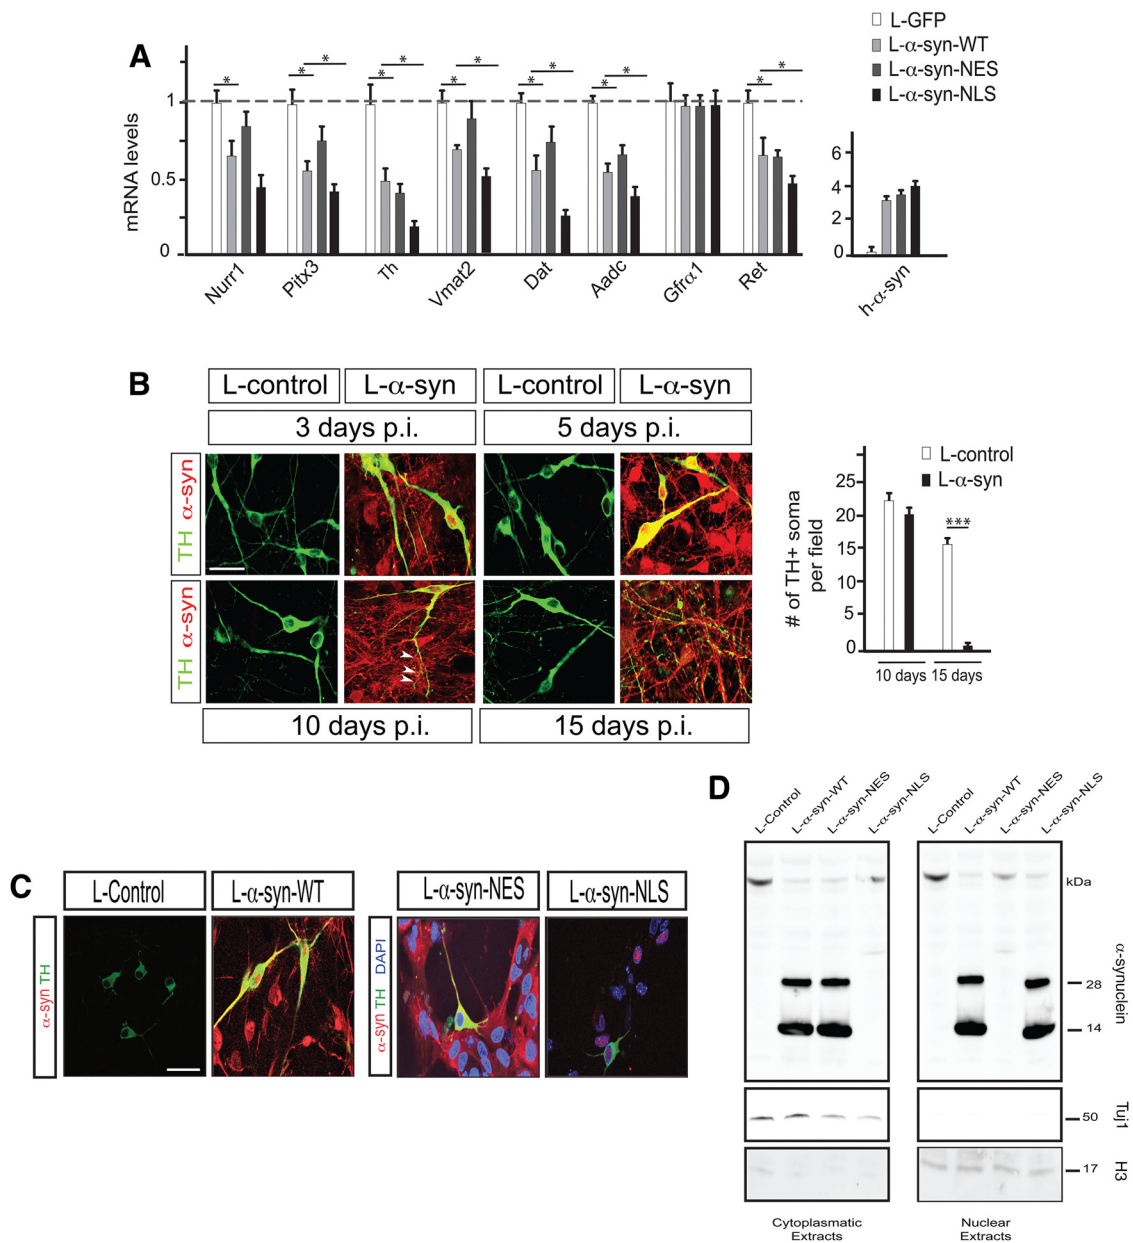 A
L-GFP
L-α-syn-WT
L-α-syn-NES
L-α-syn-NLS
mRNA levels
1
0.5
0
* * * * * * * * * * * * *
Nurr1 Pitx3 Th Vmat2 Dat Aadc Gfrα1 Ret
6
4
2
0
h-α-syn
B
L-control L-α-syn L-control L-α-syn
3 days p.i. 5 days p.i.
TH α-syn
TH α-syn
10 days p.i. 15 days p.i.
L-control
L-α-syn
# of TH+ soma
per field
25
20
15
20
5
0
***
10 days 15 days
C
L-Control L-α-syn-WT L-α-syn-NES L-α-syn-NLS
α-syn TH
α-syn TH DAPI
D
L-Control L-α-syn-WT L-α-syn-NES L-α-syn-NLS
L-Control L-α-syn-WT L-α-syn-NES L-α-syn-NLS
kDa
28
14
α-synuclein
50
Tuj1
17
H3
Cytoplasmatic
Extracts
Nuclear
Extracts